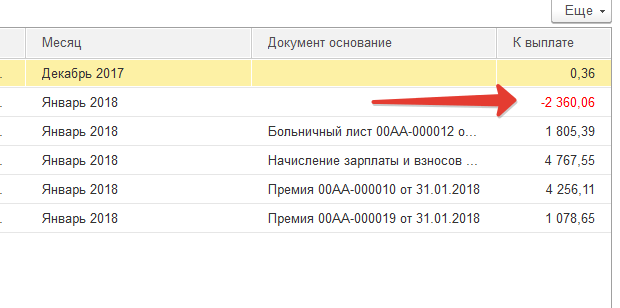 Еще
Месяц Документ основание К выплате
Декабрь 2017 0,36
Январь 2018 -2 360,06
Январь 2018 Больничный лист 00АА-000012 о... 1 805,39
Январь 2018 Начисление зарплаты и взносов ... 4 767,55
Январь 2018 Премия 00АА-000010 от 31.01.2018 4 256,11
Январь 2018 Премия 00АА-000019 от 31.01.2018 1 078,65